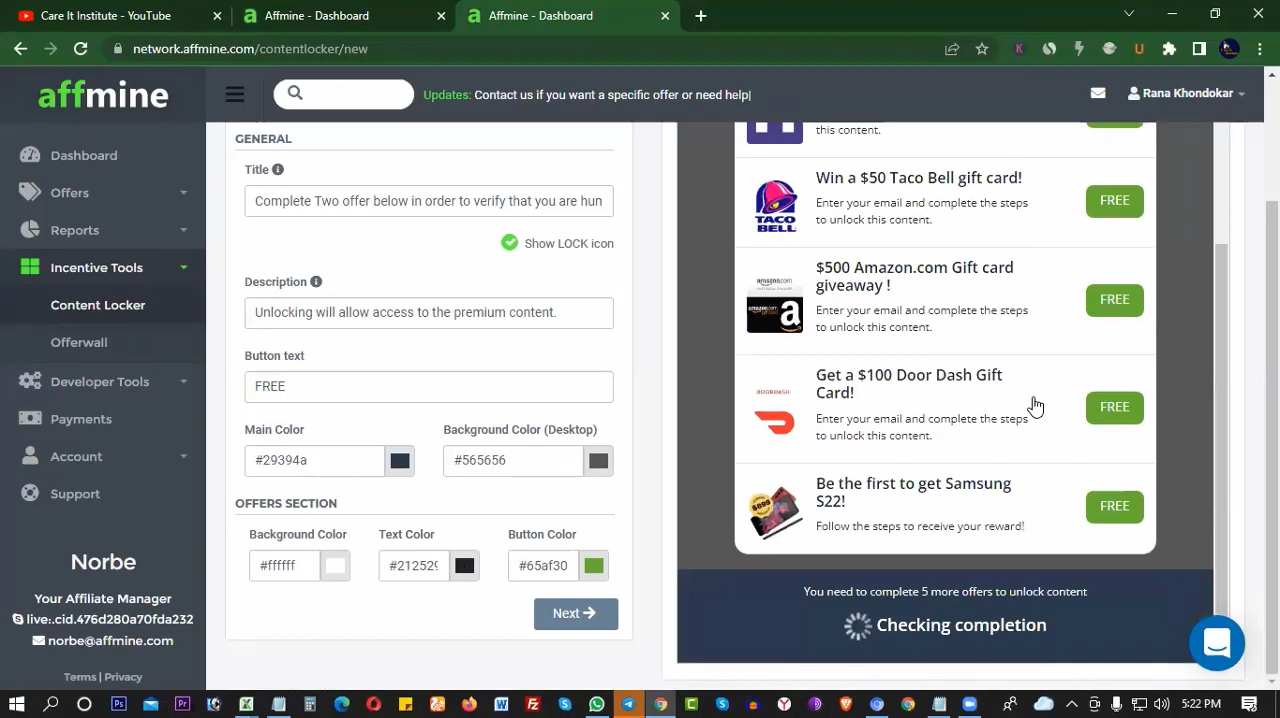 Care It Institute - YouTube
Affmine - Dashboard
Affmine - Dashboard
network.affmine.com/contentlocker/new
affmine
Updates: Contact us if you want a specific offer or need help|
Rana Khondokar
Dashboard
Offers
Reports
Incentive Tools
Content Locker
Offerwall
Developer Tools
Payments
Account
Support
Norbe
Your Affiliate Manager
live:.cid.476d280a70fda232
norbe@affmine.com
Terms | Privacy
GENERAL
Title
Complete Two offer below in order to verify that you are hun
Show LOCK icon
Description
Unlocking will allow access to the premium content.
Button text
FREE
Main Color
Background Color (Desktop)
#29394a
#565656
OFFERS SECTION
Background Color
Text Color
Button Color
#ffffff
#212529
#65af30
Next
this content.
Win a $50 Taco Bell gift card!
Enter your email and complete the steps
to unlock this content.
FREE
TACO
BELL
$500 Amazon.com Gift card
giveaway !
Enter your email and complete the steps
to unlock this content.
FREE
Get a $100 Door Dash Gift
Card!
Enter your email and complete the steps
to unlock this content.
FREE
DOORDASH
Be the first to get Samsung
S22!
Follow the steps to receive your reward!
FREE
$899
You need to complete 5 more offers to unlock content
Checking completion
5:22 PM